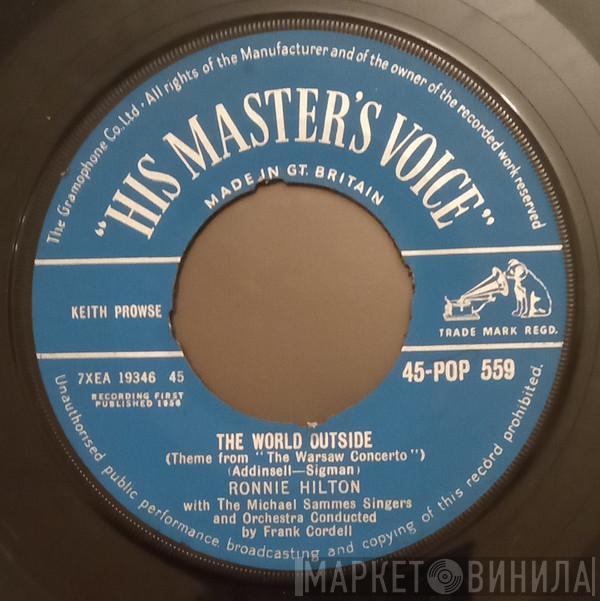 The Gramophone Co. Ltd · All rights of the Manufacturer and of the owner of the recorded work reserved
"HIS MASTER'S VOICE"
MADE IN GT. BRITAIN
KEITH PROWSE
TRADE MARK REGD.
7XEA 19346 45
RECORDING FIRST
PUBLISHED 1958
45-POP 559
THE WORLD OUTSIDE
(Theme from "The Warsaw Concerto")
(Addinsell—Sigman)
RONNIE HILTON
with The Michael Sammes Singers
and Orchestra Conducted
by Frank Cordell
Unauthorised public performance, broadcasting and copying of this record prohibited.
МАРКЕТ ВИНИЛА